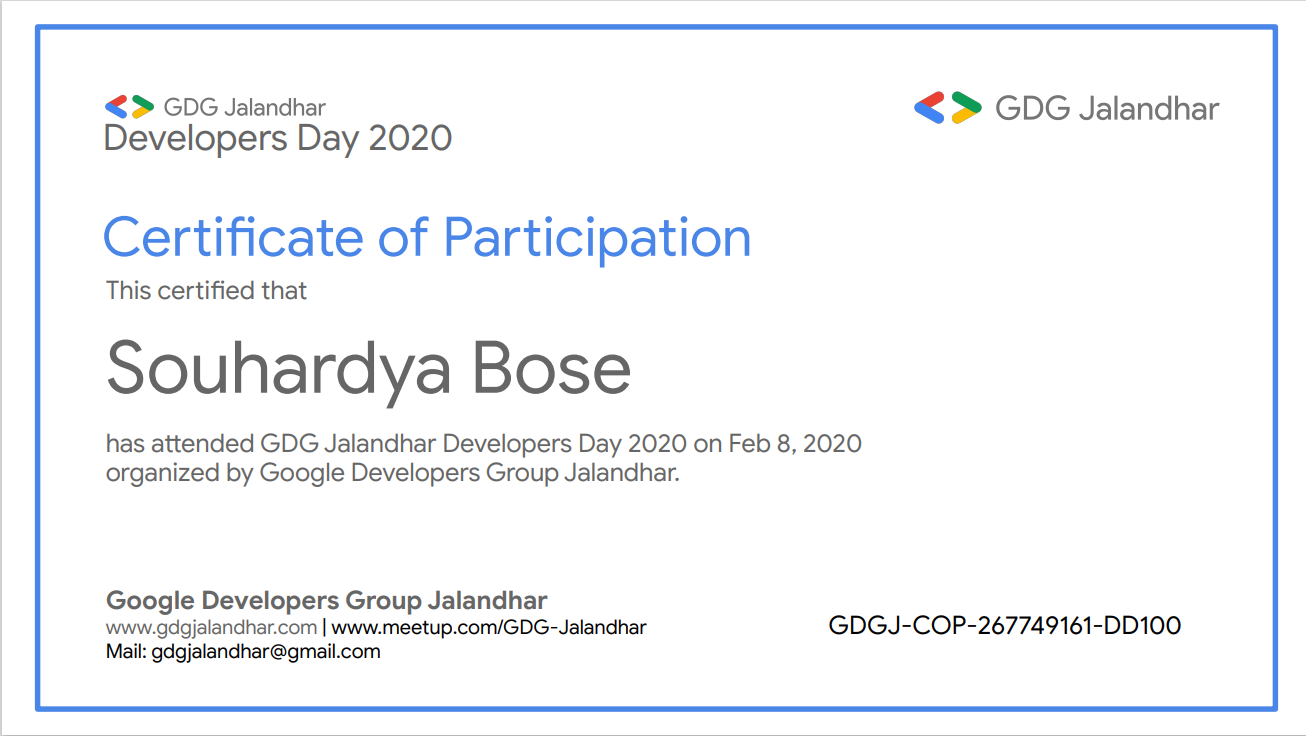 GDG Jalandhar
Developers Day 2020
GDG Jalandhar
Certificate of Participation
This certified that
Souhardya Bose
has attended GDG Jalandhar Developers Day 2020 on Feb 8, 2020
organized by Google Developers Group Jalandhar.
Google Developers Group Jalandhar
www.gdgjalandhar.com | www.meetup.com/GDG-Jalandhar
Mail: gdgjalandhar@gmail.com
GDGJ-COP-267749161-DD100